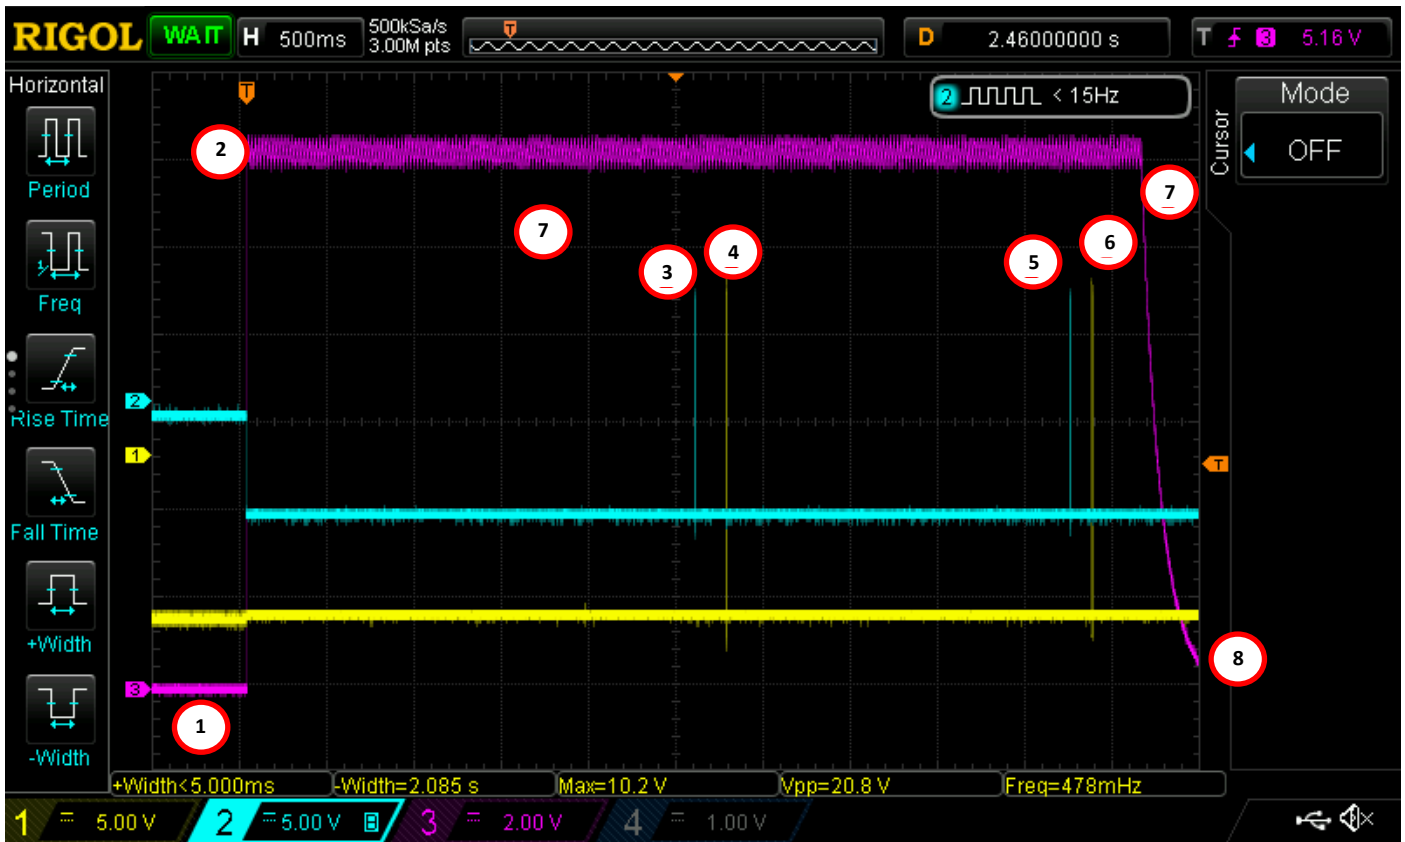 RIGOL WAIT H 500ms 500kSa/s 3.00M pts T D 2.46000000 s T 3 5.16 V
Horizontal
T
2 < 15Hz
Mode
OFF
Cursor
Period
Freq
Rise Time
Fall Time
+Width
-Width
2
7
7
3
4
5
6
2
1
T
3
1
8
+Width<5.000ms -Width=2.085 s Max=10.2 V Vpp=20.8 V Freq=478mHz
1 5.00 V 2 5.00 V B 3 2.00 V 4 1.00 V